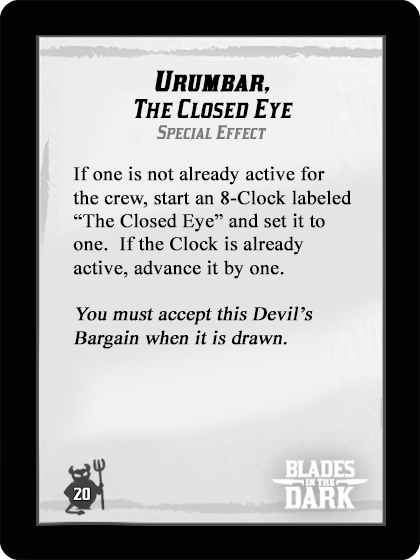 Urumbar,
The Closed Eye
Special Effect
If one is not already active for
the crew, start an 8-Clock labeled
“The Closed Eye” and set it to
one.  If the Clock is already
active, advance it by one.
You must accept this Devil’s
Bargain when it is drawn.
20
BLADES
IN THE
DARK